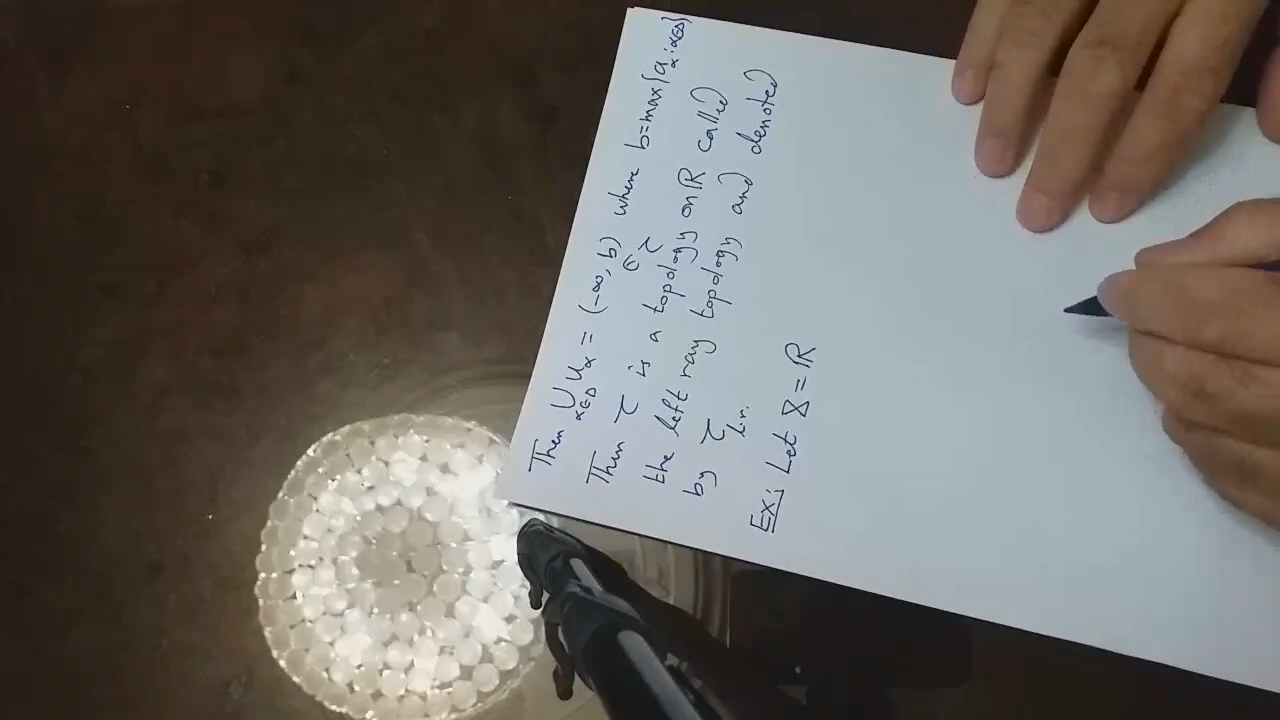 Then ⋃_{α∈Δ} U_α = (-∞, b) where b=max{a_α : α∈Δ}
∈ τ
Then τ is a topology on ℝ called
the left ray topology and denoted
by τ_{l.r.}
Ex: Let X = ℝ